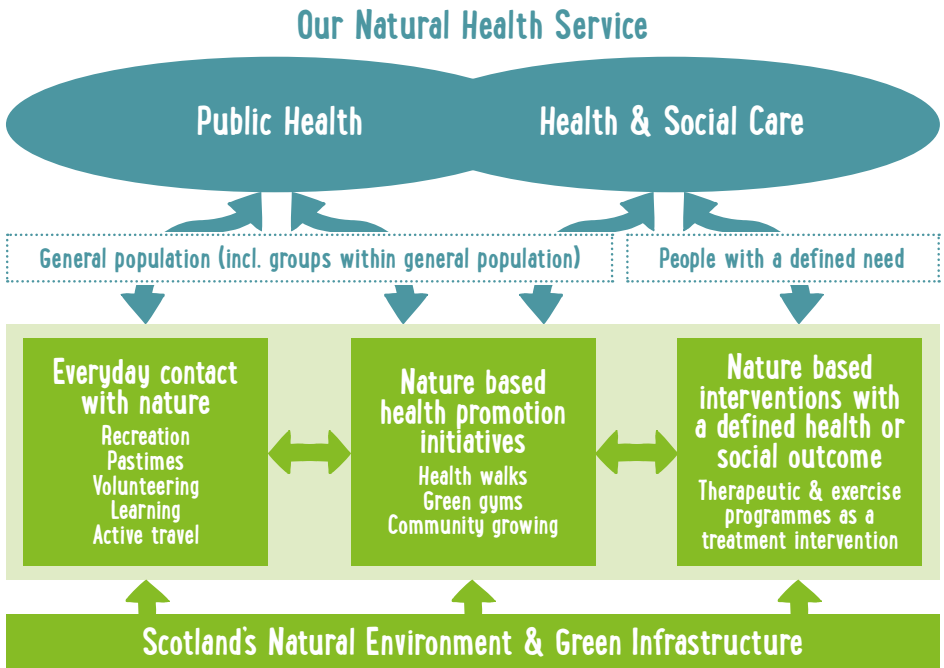 Our Natural Health Service
Public Health
Health & Social Care
General population (incl. groups within general population)
People with a defined need
Everyday contact
with nature
Recreation
Pastimes
Volunteering
Learning
Active travel
Nature based
health promotion
initiatives
Health walks
Green gyms
Community growing
Nature based
interventions with
a defined health or
social outcome
Therapeutic & exercise
programmes as a
treatment intervention
Scotland's Natural Environment & Green Infrastructure